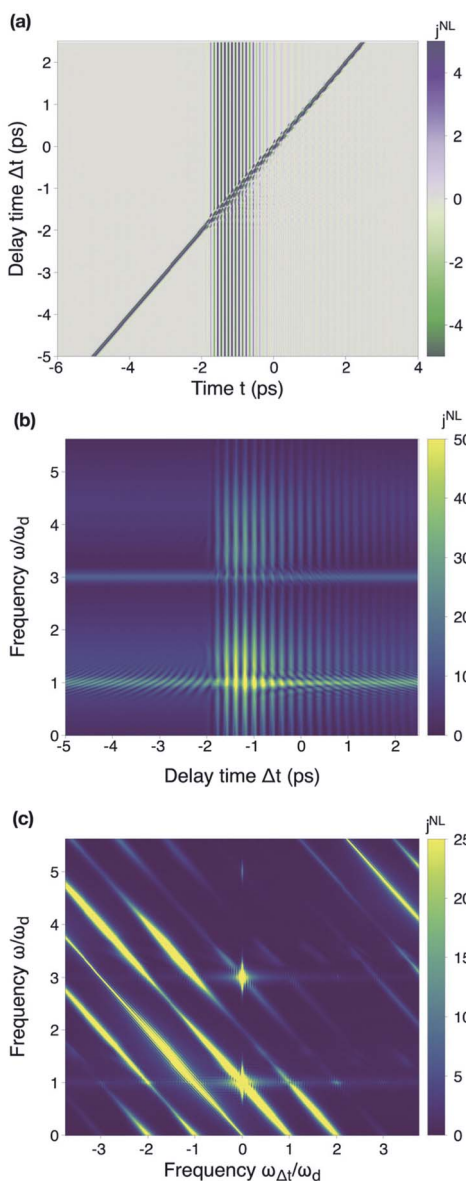 (a)
j^NL
2
1
0
-1
-2
-3
-4
-5
Delay time Δt (ps)
4
2
0
-2
-4
-6 -4 -2 0 2 4
Time t (ps)
(b)
j^NL
5
4
3
2
1
0
Frequency ω/ω_d
50
40
30
20
10
0
-5 -4 -3 -2 -1 0 1 2
Delay time Δt (ps)
(c)
j^NL
5
4
3
2
1
0
Frequency ω/ω_d
25
20
15
10
5
0
-3 -2 -1 0 1 2 3
Frequency ω_Δt/ω_d